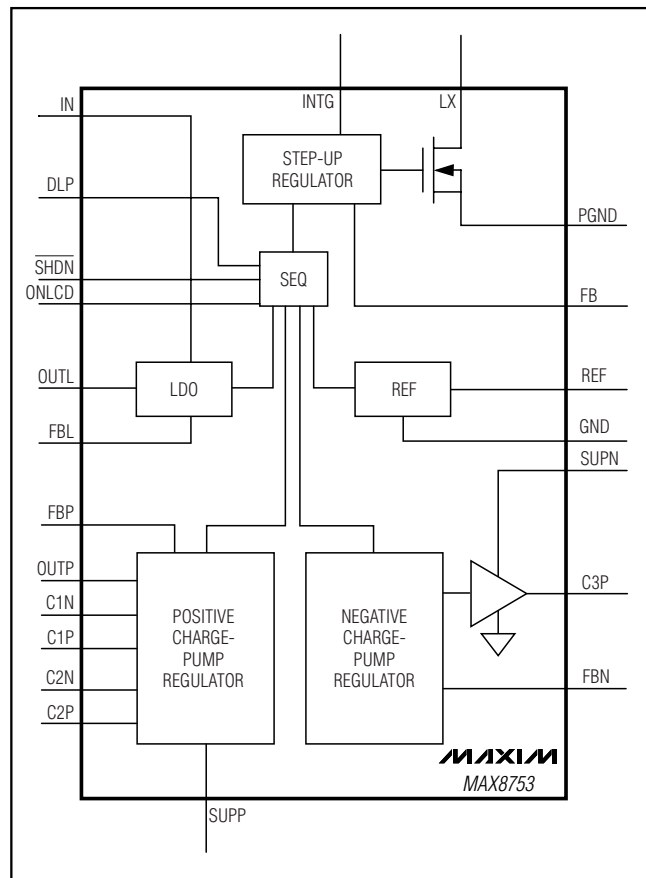 INTG
LX
IN
STEP-UP
REGULATOR
DLP
PGND
SEQ
SHDN
ONLCD
FB
LDO
REF
OUTL
REF
FBL
GND
SUPN
FBP
OUTP
C1N
C1P
C2N
C2P
POSITIVE
CHARGE-
PUMP
REGULATOR
NEGATIVE
CHARGE-
PUMP
REGULATOR
C3P
FBN
MAXIM
MAX8753
SUPP